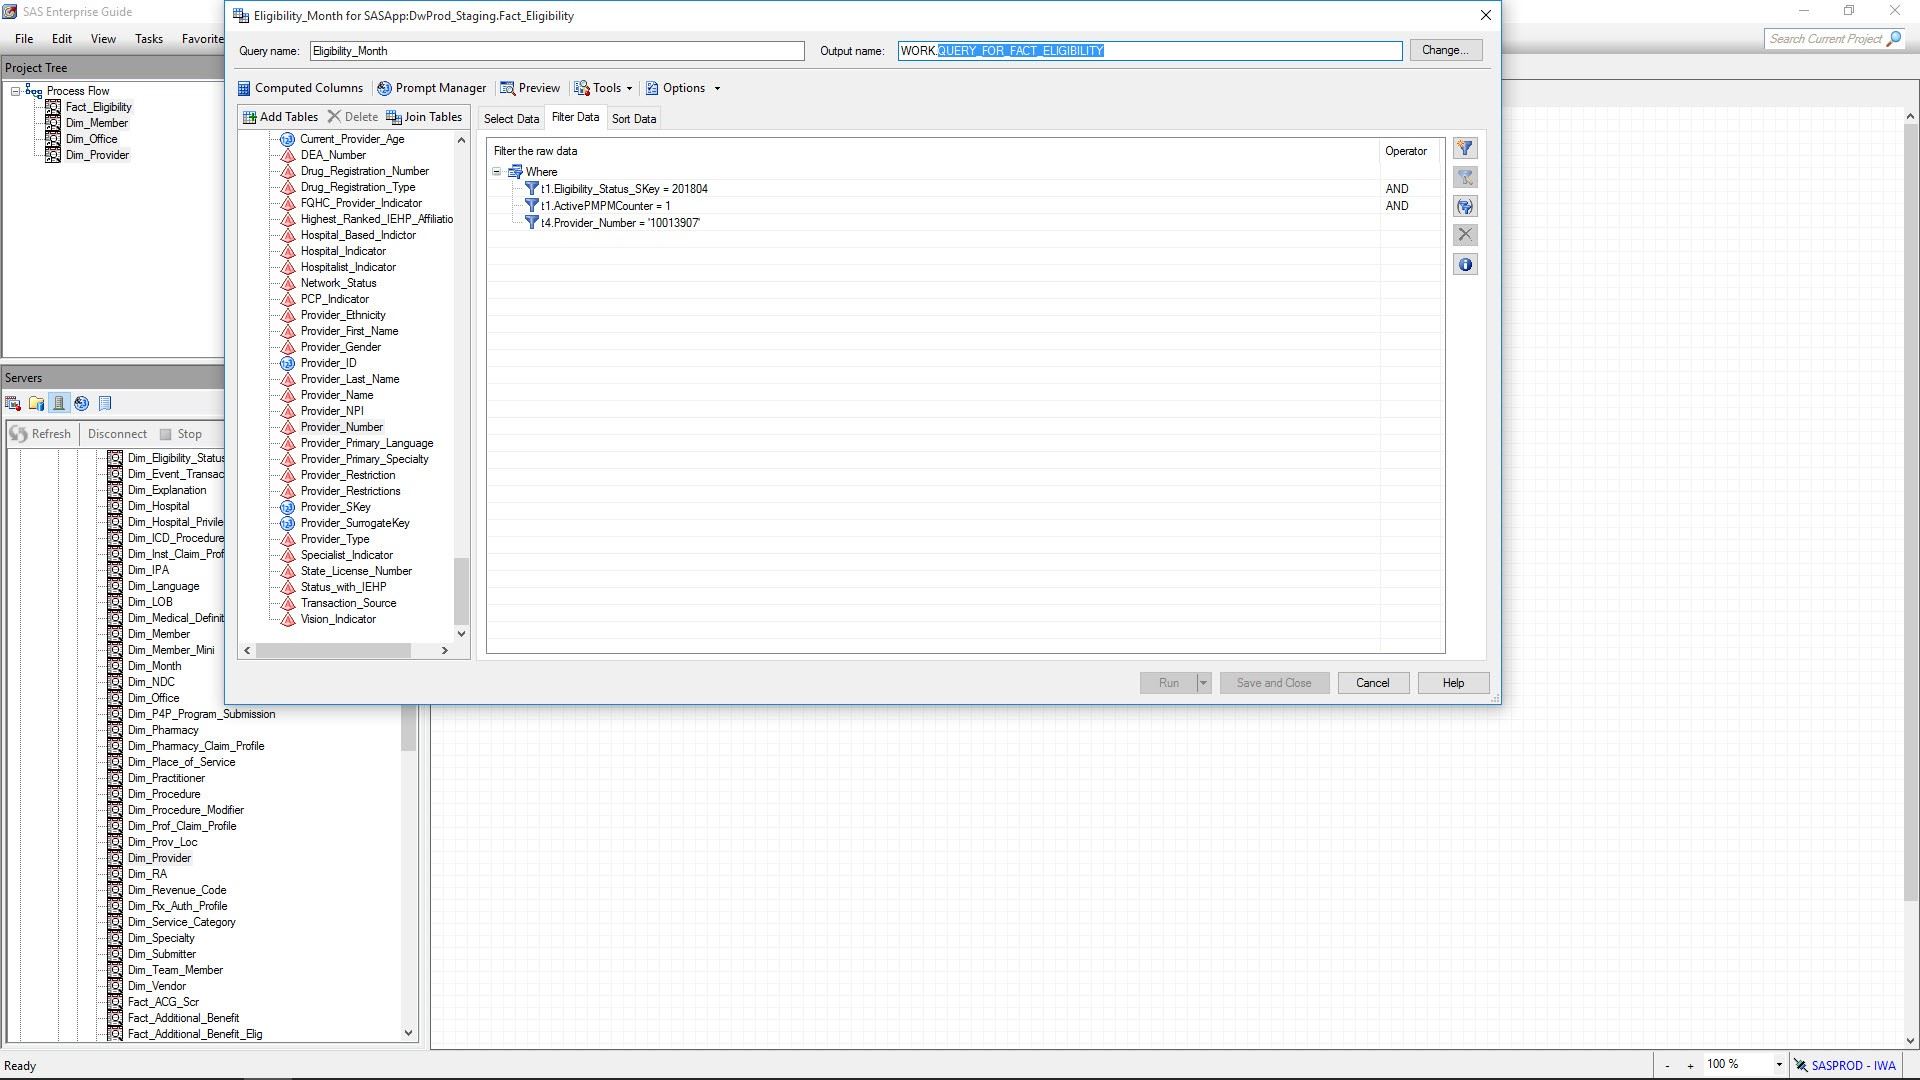 SAS Enterprise Guide
File Edit View Tasks Favorite
Search Current Project
Project Tree
Process Flow
Fact_Eligibility
Dim_Member
Dim_Office
Dim_Provider
Servers
Refresh Disconnect Stop
Dim_Eligibility_Status
Dim_Event_Transac
Dim_Explanation
Dim_Hospital
Dim_Hospital_Privile
Dim_ICD_Procedure
Dim_Inst_Claim_Prof
Dim_IPA
Dim_Language
Dim_LOB
Dim_Medical_Definit
Dim_Member
Dim_Member_Mini
Dim_Month
Dim_NDC
Dim_Office
Dim_P4P_Program_Submission
Dim_Pharmacy
Dim_Pharmacy_Claim_Profile
Dim_Place_of_Service
Dim_Practitioner
Dim_Procedure
Dim_Procedure_Modifier
Dim_Prof_Claim_Profile
Dim_Prov_Loc
Dim_Provider
Dim_RA
Dim_Revenue_Code
Dim_Rx_Auth_Profile
Dim_Service_Category
Dim_Specialty
Dim_Submitter
Dim_Team_Member
Dim_Vendor
Fact_ACG_Scr
Fact_Additional_Benefit
Fact_Additional_Benefit_Elig
Eligibility_Month for SASApp:DwProd_Staging.Fact_Eligibility
Query name: Eligibility_Month Output name: WORK.QUERY_FOR_FACT_ELIGIBILITY Change...
Computed Columns Prompt Manager Preview Tools Options
Add Tables Delete Join Tables
Current_Provider_Age
DEA_Number
Drug_Registration_Number
Drug_Registration_Type
FQHC_Provider_Indicator
Highest_Ranked_IEHP_Affiliatio
Hospital_Based_Indictor
Hospital_Indicator
Hospitalist_Indicator
Network_Status
PCP_Indicator
Provider_Ethnicity
Provider_First_Name
Provider_Gender
Provider_ID
Provider_Last_Name
Provider_Name
Provider_NPI
Provider_Number
Provider_Primary_Language
Provider_Primary_Specialty
Provider_Restriction
Provider_Restrictions
Provider_SKey
Provider_SurrogateKey
Provider_Type
Specialist_Indicator
State_License_Number
Status_with_IEHP
Transaction_Source
Vision_Indicator
Select Data Filter Data Sort Data
Filter the raw data Operator
Where
t1.Eligibility_Status_SKey = 201804 AND
t1.ActivePMPMCounter = 1 AND
t4.Provider_Number = '10013907'
Run Save and Close Cancel Help
Ready - + 100 % SASPROD - IWA